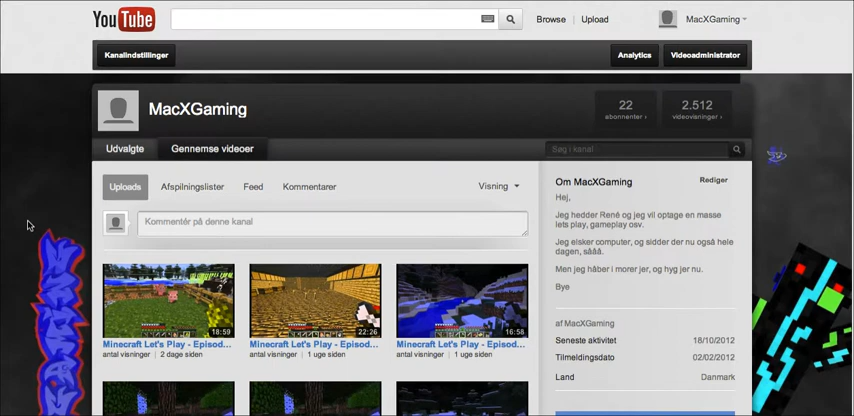 YouTube
Browse
Upload
MacXGaming
Kanalindstillinger
Analytics
Videoadministrator
MacXGaming
22
abonnenter ›
2.512
videovisninger ›
Udvalgte
Gennemse videoer
Søg i kanal
Uploads
Afspilningslister
Feed
Kommentarer
Visning
Kommentér på denne kanal
18:59
22:26
16:58
Minecraft Let's Play - Episod...
Minecraft Let's Play - Episod...
Minecraft Let's Play - Episod...
antal visninger | 2 dage siden
antal visninger | 1 uge siden
antal visninger | 1 uge siden
Om MacXGaming
Rediger
Hej,
Jeg hedder René og jeg vil optage en masse
lets play, gameplay osv.
Jeg elsker computer, og sidder der nu også hele
dagen, sååå.
Men jeg håber i morer jer, og hyg jer nu.
Bye
af MacXGaming
Seneste aktivitet
18/10/2012
Tilmeldingsdato
02/02/2012
Land
Danmark